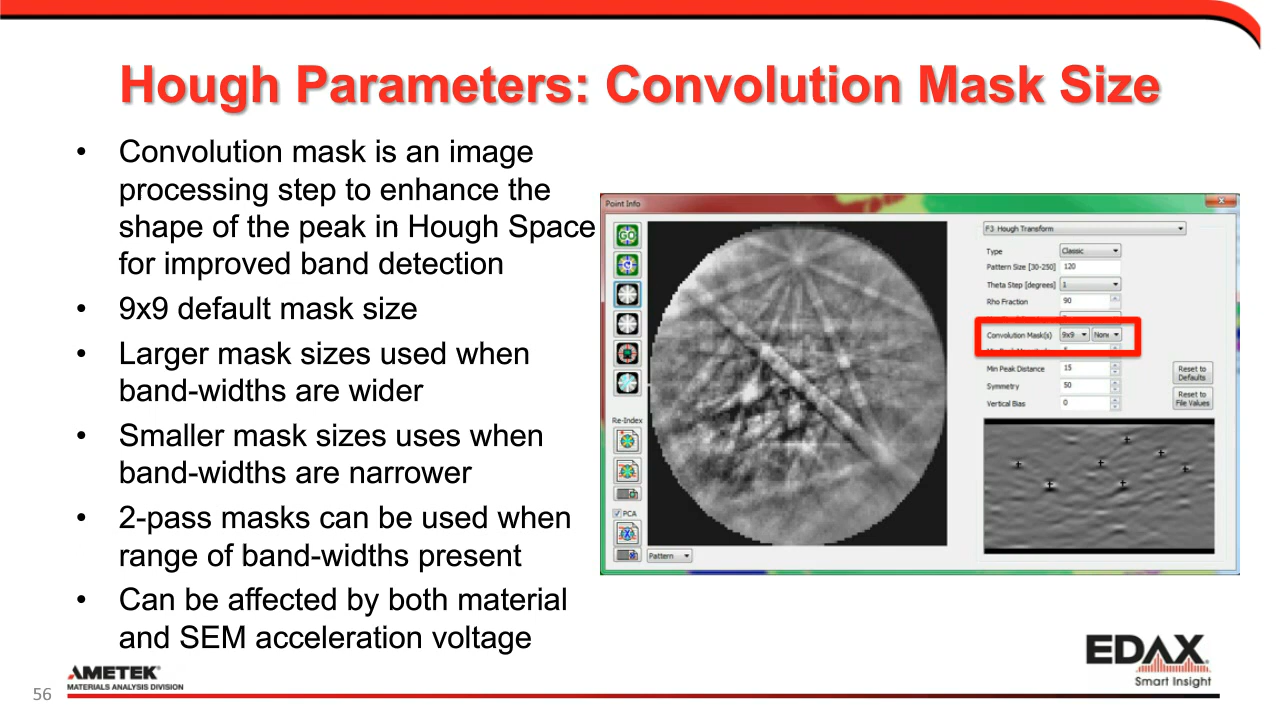 Hough Parameters: Convolution Mask Size
• Convolution mask is an image
processing step to enhance the
shape of the peak in Hough Space
for improved band detection
• 9x9 default mask size
• Larger mask sizes used when
band-widths are wider
• Smaller mask sizes uses when
band-widths are narrower
• 2-pass masks can be used when
range of band-widths present
• Can be affected by both material
and SEM acceleration voltage
Point Info
GO
Re-Index
PCA
Pattern
F3 Hough Transform
Type Classic
Pattern Size [30-250] 120
Theta Step [degrees] 1
Rho Fraction 90
Convolution Mask(s) 9x9
Min Peak Distance 15
Symmetry 50
Vertical Bias 0
Reset to
Defaults
Reset to
File Values
AMETEK®
MATERIALS ANALYSIS DIVISION
56
EDAX
Smart Insight